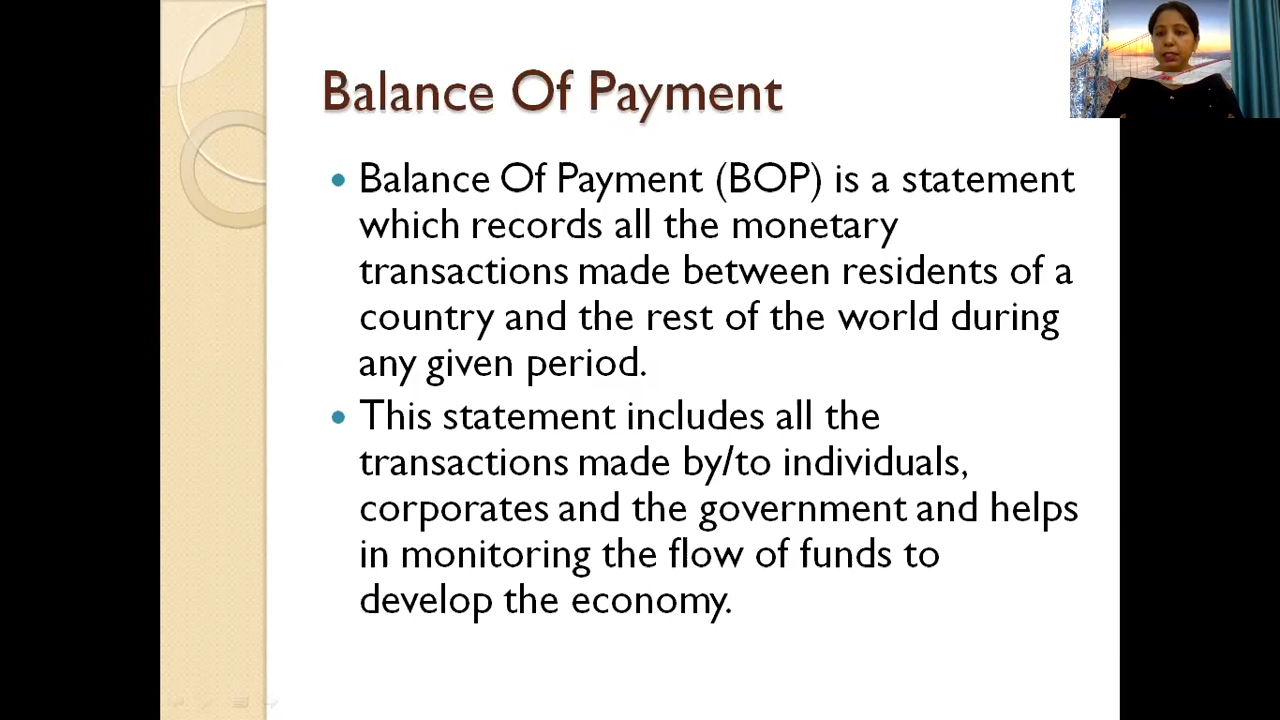 Balance Of Payment
• Balance Of Payment (BOP) is a statement
which records all the monetary
transactions made between residents of a
country and the rest of the world during
any given period.
• This statement includes all the
transactions made by/to individuals,
corporates and the government and helps
in monitoring the flow of funds to
develop the economy.